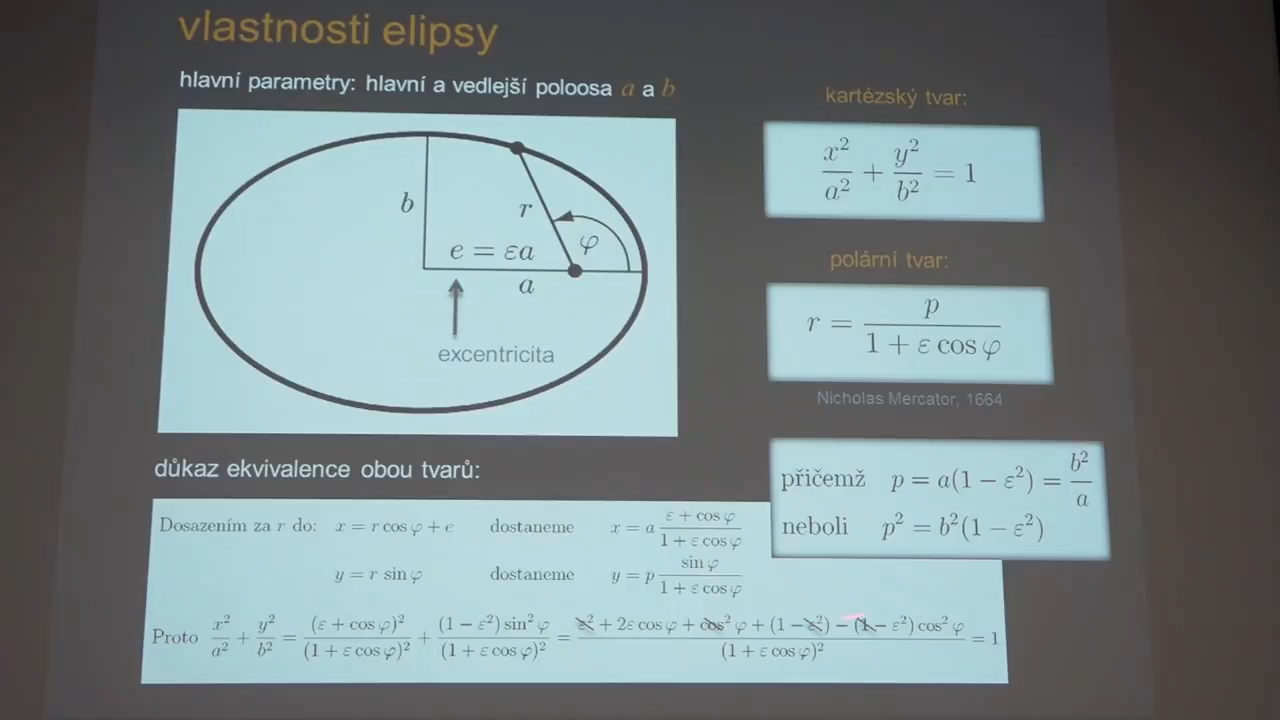 vlastnosti elipsy
hlavní parametry: hlavní a vedlejší poloosa a a b
b
r
φ
e = εa
a
excentricita
kartézský tvar:
x²/a² + y²/b² = 1
polární tvar:
r = p/(1 + ε cos φ)
Nicholas Mercator, 1664
přičemž p = a(1 − ε²) = b²/a
neboli p² = b²(1 − ε²)
důkaz ekvivalence obou tvarů:
Dosazením za r do: x = r cos φ + e dostaneme x = a (ε + cos φ)/(1 + ε cos φ)
y = r sin φ dostaneme y = p sin φ/(1 + ε cos φ)
Proto x²/a² + y²/b² = (ε + cos φ)²/(1 + ε cos φ)² + (1 − ε²) sin² φ/(1 + ε cos φ)² = (ε² + 2ε cos φ + cos² φ + (1 − ε²) − (1 − ε²) cos² φ)/(1 + ε cos φ)² = 1